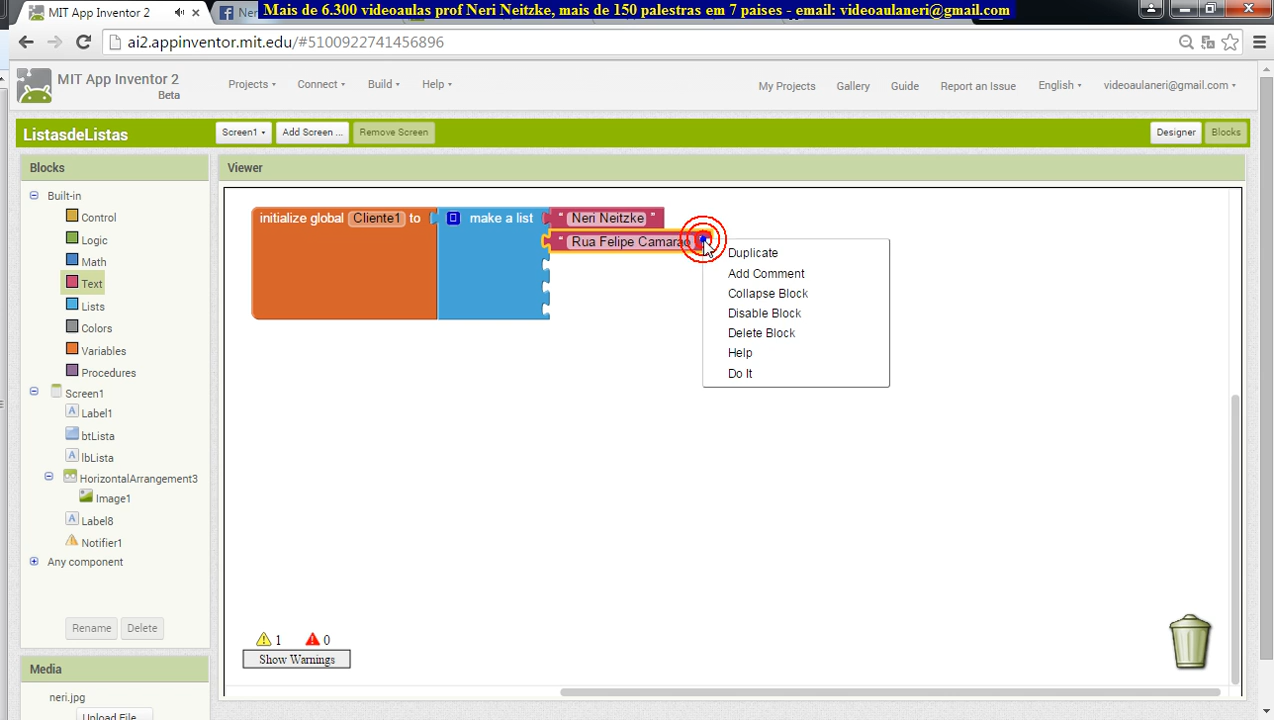 MIT App Inventor 2
Ner
Mais de 6.300 videoaulas prof Neri Neitzke, mais de 150 palestras em 7 paises - email: videoaulaneri@gmail.com
ai2.appinventor.mit.edu/#5100922741456896
MIT App Inventor 2
Beta
Projects
Connect
Build
Help
My Projects
Gallery
Guide
Report an Issue
English
videoaulaneri@gmail.com
ListasdeListas
Screen1
Add Screen ...
Remove Screen
Designer
Blocks
Blocks
Viewer
Built-in
Control
Logic
Math
Text
Lists
Colors
Variables
Procedures
Screen1
Label1
btLista
lbLista
HorizontalArrangement3
Image1
Label8
Notifier1
Any component
Rename
Delete
Media
neri.jpg
Upload File
initialize global Cliente1 to
make a list
" Neri Neitzke "
" Rua Felipe Camarao
Duplicate
Add Comment
Collapse Block
Disable Block
Delete Block
Help
Do It
1
0
Show Warnings